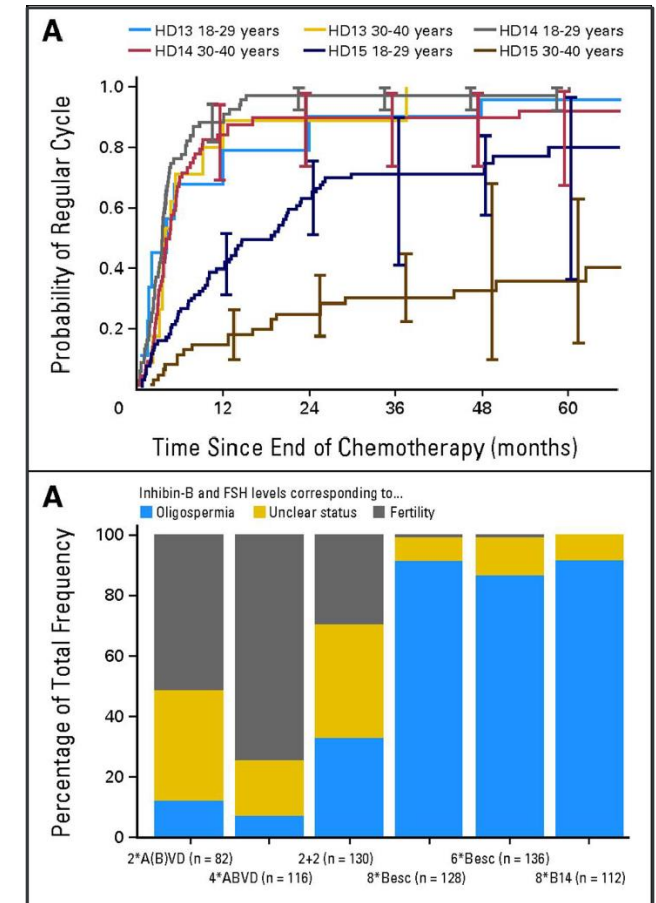 A
HD13 18-29 years HD13 30-40 years HD14 18-29 years
HD14 30-40 years HD15 18-29 years HD15 30-40 years
Probability of Regular Cycle
1.0
0.8
0.6
0.4
0.2
0 12 24 36 48 60
Time Since End of Chemotherapy (months)
A
Inhibin-B and FSH levels corresponding to...
Oligospermia Unclear status Fertility
Percentage of Total Frequency
100
80
60
40
20
0
2*A(B)VD (n = 82) 2+2 (n = 130) 6*Besc (n = 136)
4*ABVD (n = 116) 8*Besc (n = 128) 8*B14 (n = 112)